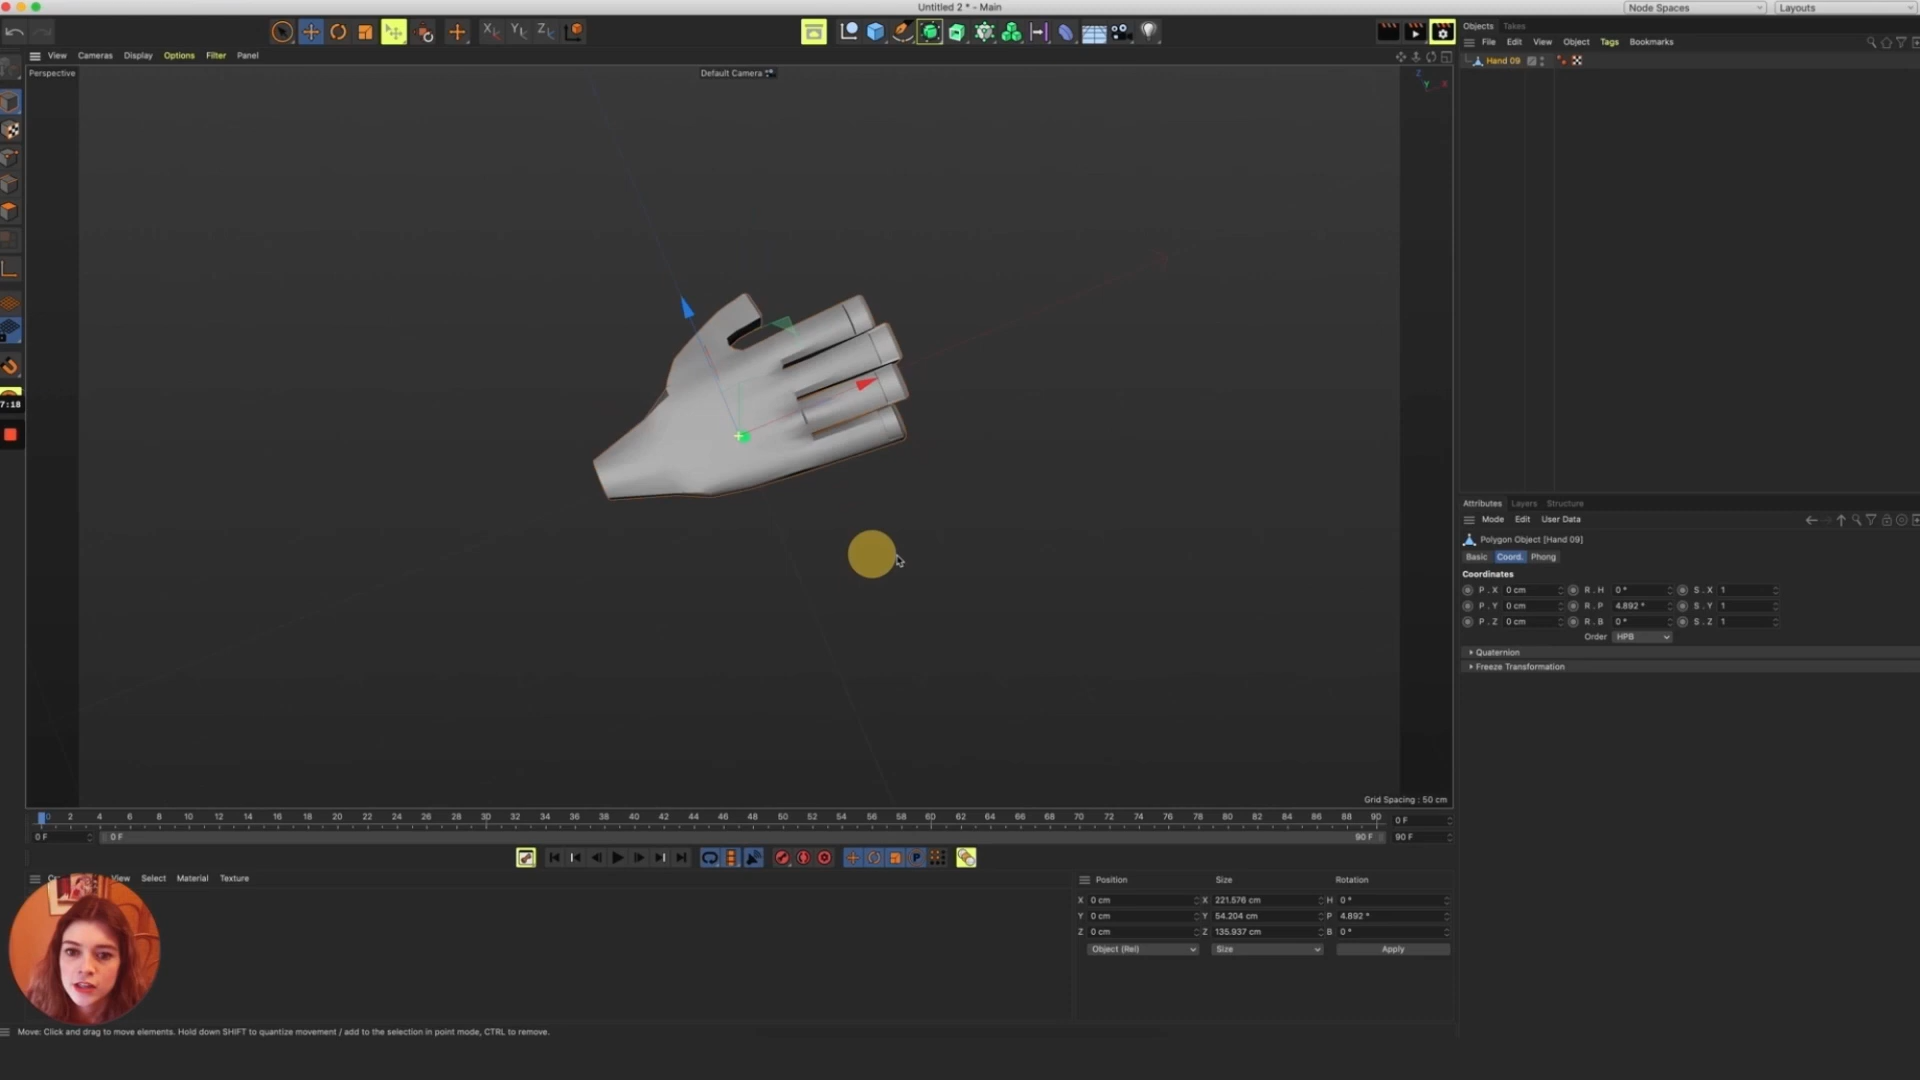 Untitled 2 * - Main
Node Spaces
Layouts
Objects Takes
File Edit View Object Tags Bookmarks
Hand 09
View Cameras Display Options Filter Panel
Perspective
Default Camera
7:18
Grid Spacing : 50 cm
Attributes Layers Structure
Mode Edit User Data
Polygon Object [Hand 09]
Basic Coord. Phong
Coordinates
P . X 0 cm R . H 0 ° S . X 1
P . Y 0 cm R . P 4.892 ° S . Y 1
P . Z 0 cm R . B 0 ° S . Z 1
Order HPB
Quaternion
Freeze Transformation
0 2 4 6 8 10 12 14 16 18 20 22 24 26 28 30 32 34 36 38 40 42 44 46 48 50 52 54 56 58 60 62 64 66 68 70 72 74 76 78 80 82 84 86 88 90 0 F
0 F 0 F 90 F 90 F
View Select Material Texture
Position Size Rotation
X 0 cm X 221.576 cm H 0 °
Y 0 cm Y 54.204 cm P 4.892 °
Z 0 cm Z 135.937 cm B 0 °
Object (Rel) Size Apply
Move: Click and drag to move elements. Hold down SHIFT to quantize movement / add to the selection in point mode, CTRL to remove.